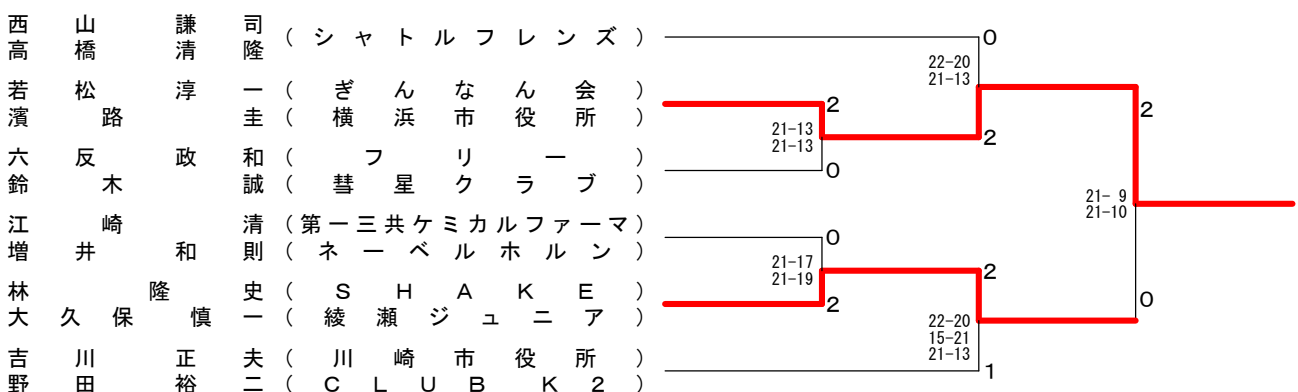 西山謙司
高橋清隆
(シャトルフレンズ)
若松淳一(ぎんなん会)
濱路圭(横浜市役所)
六反政和(フリー)
鈴木誠(彗星クラブ)
江崎清(第一三共ケミカルファーマ)
増井和則(ネーベルホルン)
林隆史(SHAKE)
大久保慎一(綾瀬ジュニア)
吉川正夫(川崎市役所)
野田裕二(CLUB K2)
0
22-20
21-13
2
2
21-13
21-13
2
0
21- 9
21-10
0
21-17
21-19
2
2
0
22-20
15-21
21-13
1